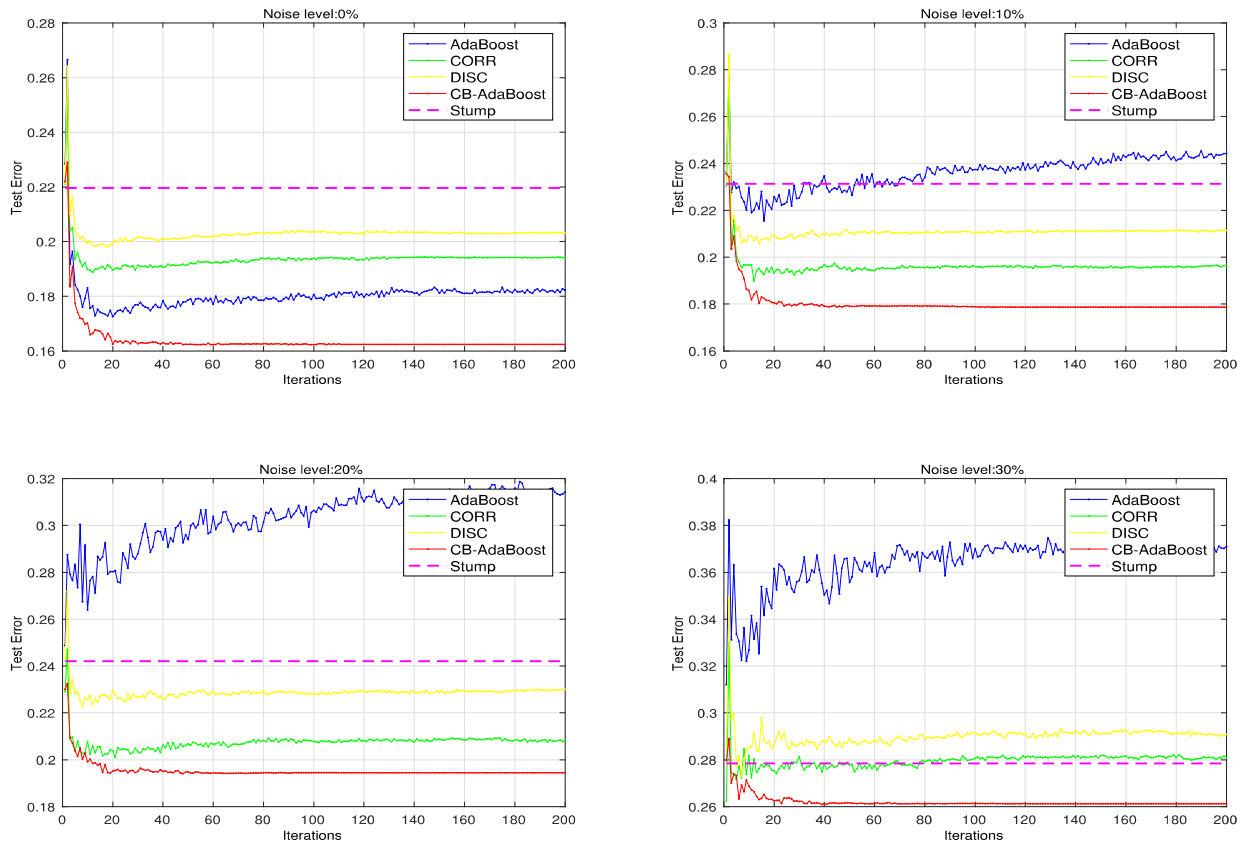 Noise level:0%
0.28
0.26
0.24
0.22
0.2
0.18
0.16
Test Error
AdaBoost
CORR
DISC
CB-AdaBoost
Stump
0 20 40 60 80 100 120 140 160 180 200
Iterations
Noise level:10%
0.3
0.28
0.26
0.24
0.22
0.2
0.18
0.16
Test Error
AdaBoost
CORR
DISC
CB-AdaBoost
Stump
0 20 40 60 80 100 120 140 160 180 200
Iterations
Noise level:20%
0.32
0.3
0.28
0.26
0.24
0.22
0.2
0.18
Test Error
AdaBoost
CORR
DISC
CB-AdaBoost
Stump
0 20 40 60 80 100 120 140 160 180 200
Iterations
Noise level:30%
0.4
0.38
0.36
0.34
0.32
0.3
0.28
0.26
Test Error
AdaBoost
CORR
DISC
CB-AdaBoost
Stump
0 20 40 60 80 100 120 140 160 180 200
Iterations